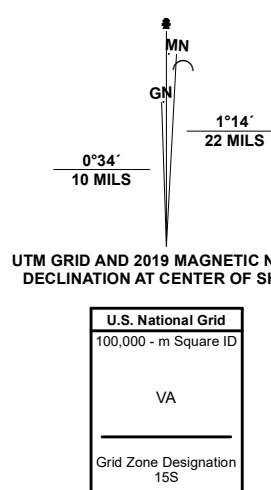 MN
GN
1°14´
22 MILS
0°34´
10 MILS
UTM GRID AND 2019 MAGNETIC
DECLINATION AT CENTER OF
U.S. National Grid
100,000 - m Square ID
VA
Grid Zone Designation
15S